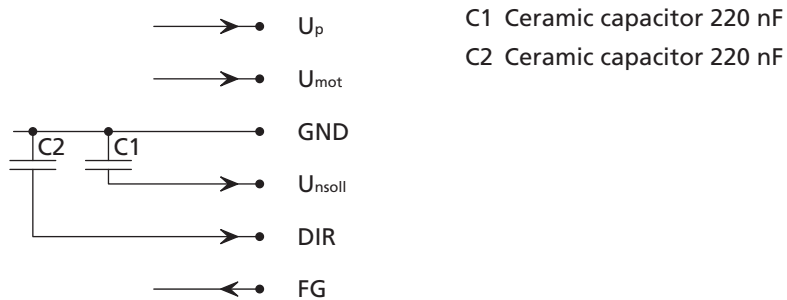 Up
Umot
GND
C2
C1
Unsoll
DIR
FG
C1 Ceramic capacitor 220 nF
C2 Ceramic capacitor 220 nF